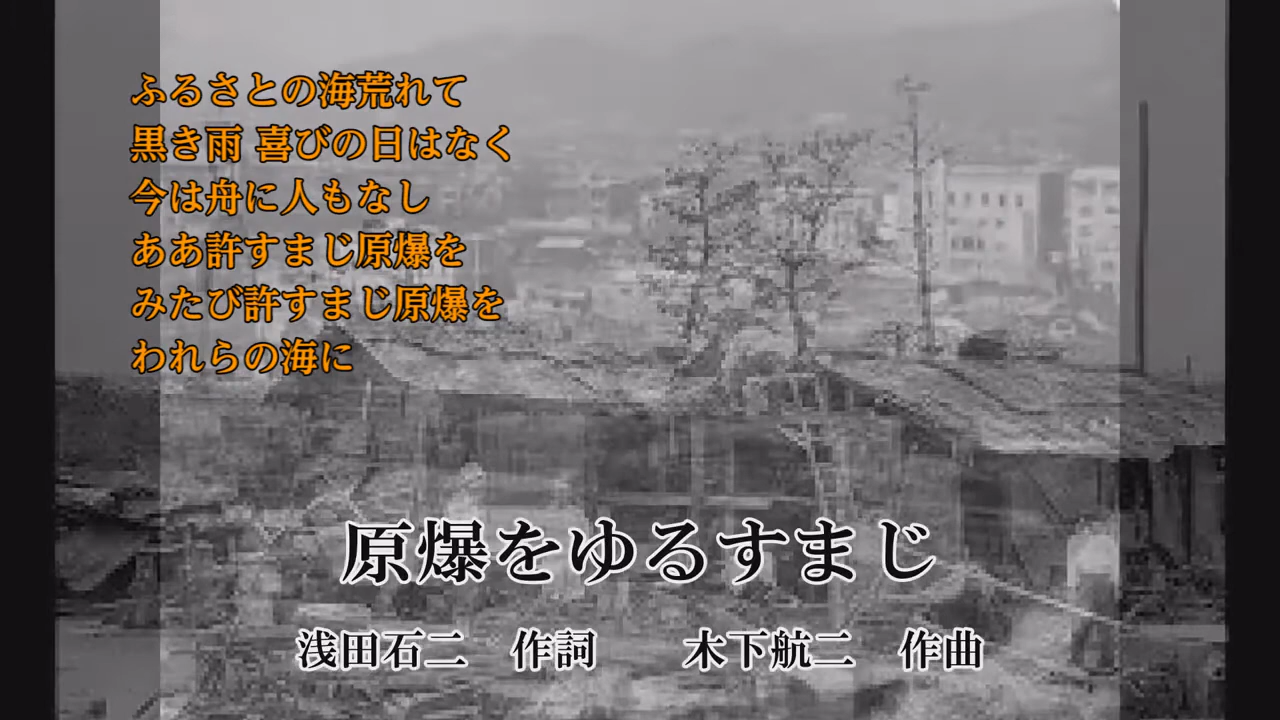 ふるさとの海荒れて
黒き雨 喜びの日はなく
今は舟に人もなし
ああ許すまじ原爆を
みたび許すまじ原爆を
われらの海に
原爆をゆるすまじ
浅田石二　作詞　　木下航二　作曲